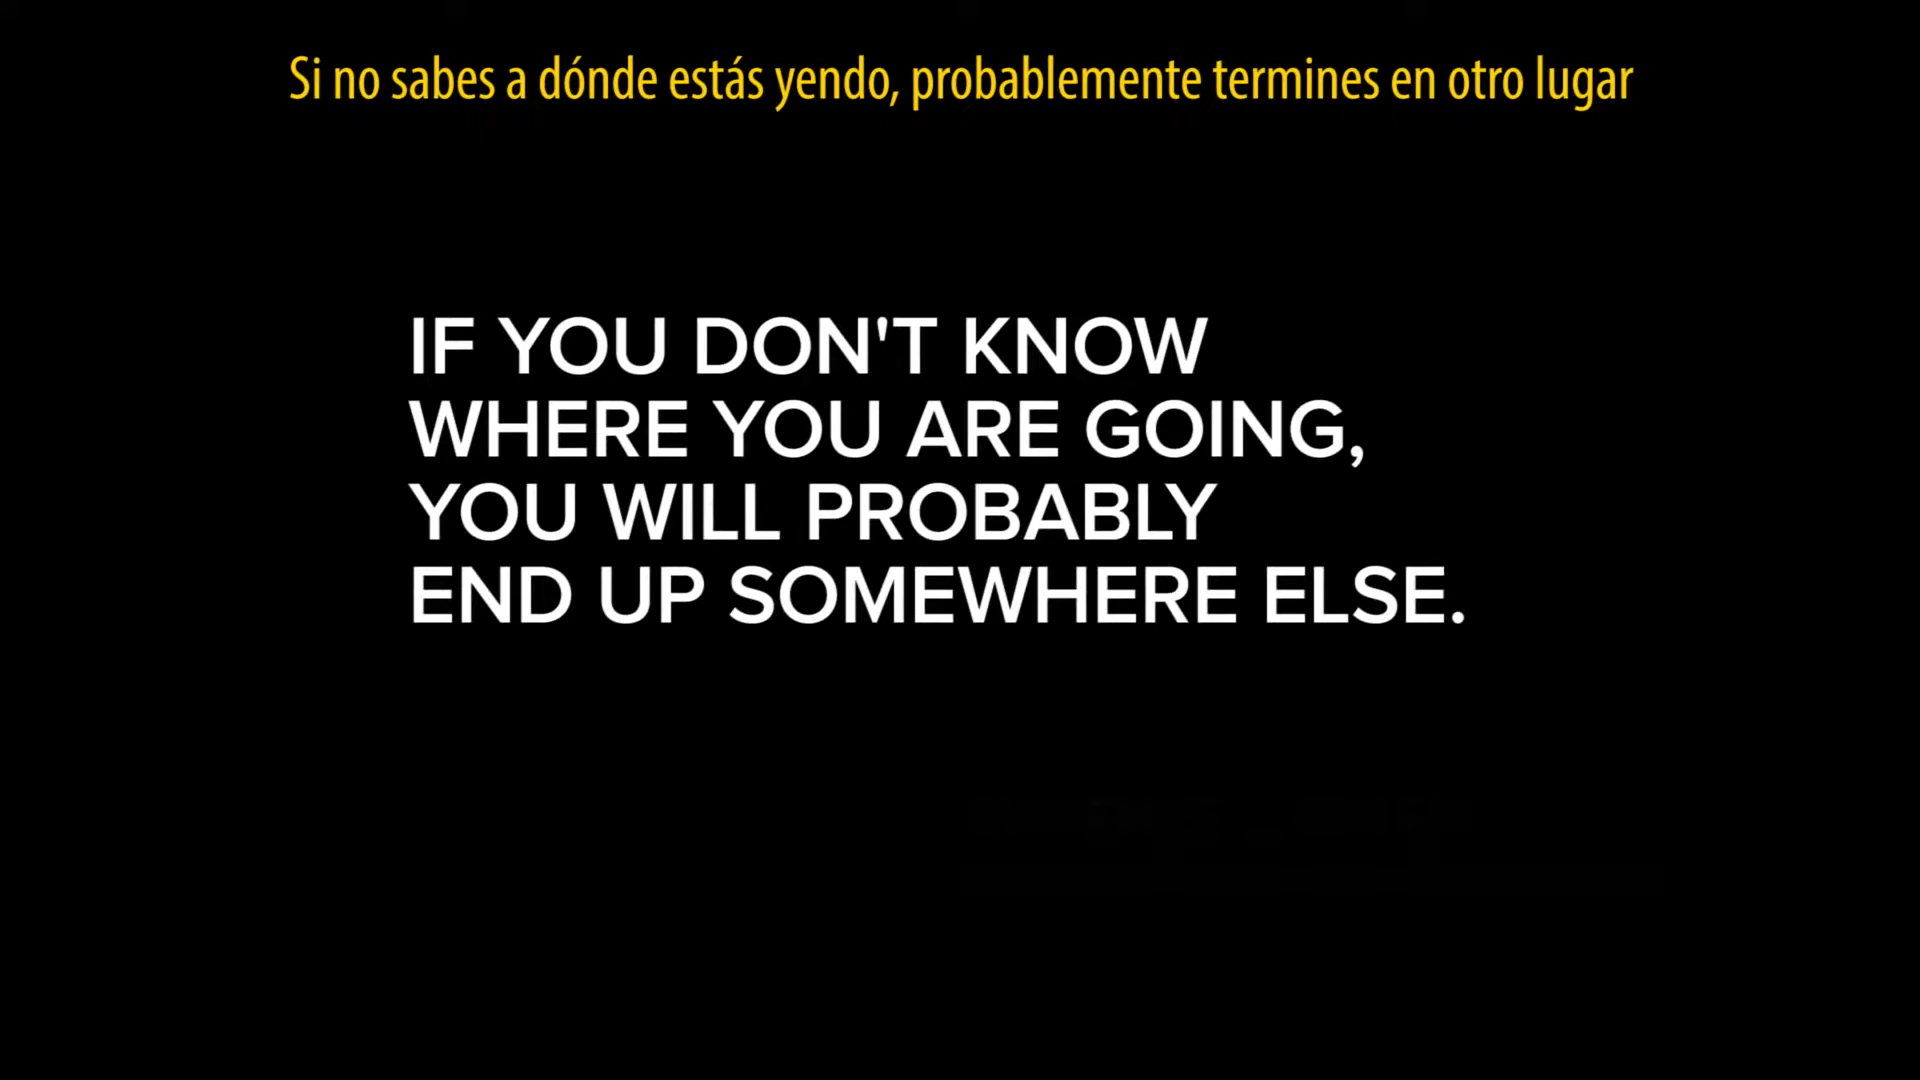 Si no sabes a dónde estás yendo, probablemente termines en otro lugar
IF YOU DON'T KNOW
WHERE YOU ARE GOING,
YOU WILL PROBABLY
END UP SOMEWHERE ELSE.